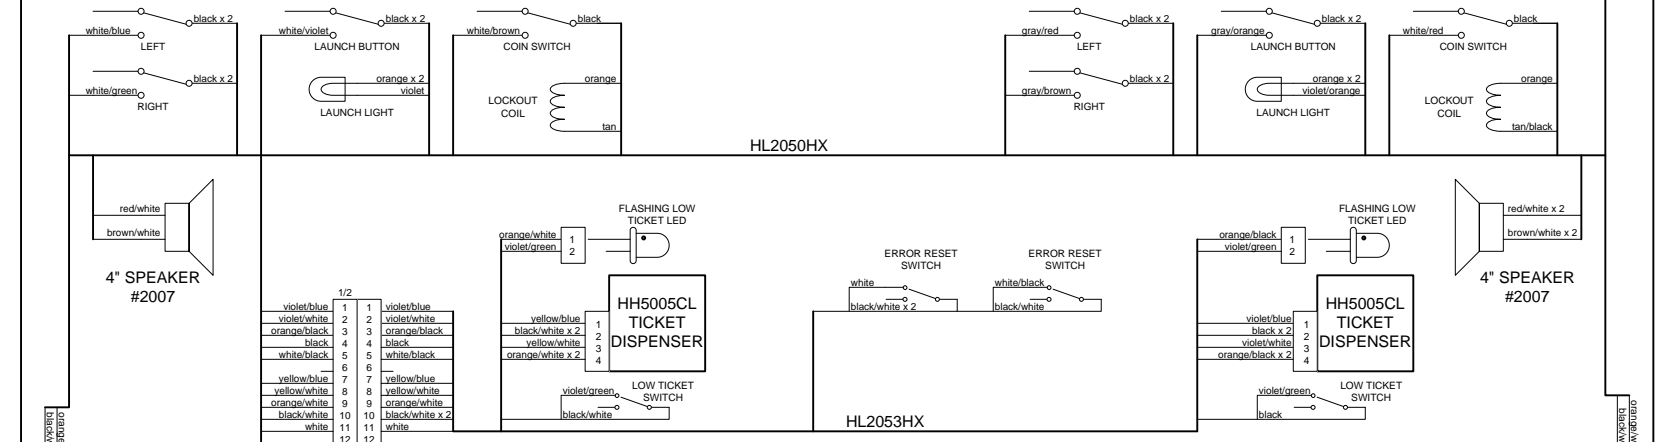 black x 2
white/blue
LEFT
black x 2
white/green
RIGHT
black x 2
white/violet
LAUNCH BUTTON
orange x 2
violet
LAUNCH LIGHT
black
white/brown
COIN SWITCH
orange
LOCKOUT
COIL
tan
HL2050HX
black x 2
gray/red
LEFT
black x 2
gray/brown
RIGHT
black x 2
gray/orange
LAUNCH BUTTON
orange x 2
violet/orange
LAUNCH LIGHT
black
white/red
COIN SWITCH
orange
LOCKOUT
COIL
tan/black
red/white
brown/white
4" SPEAKER
#2007
FLASHING LOW
TICKET LED
orange/white 1
violet/green 2
ERROR RESET
SWITCH
white
black/white x 2
ERROR RESET
SWITCH
white/black
black/white
FLASHING LOW
TICKET LED
orange/black 1
violet/green 2
red/white x 2
brown/white x 2
4" SPEAKER
#2007
1/2
violet/blue 1 1 violet/blue
violet/white 2 2 violet/white
orange/black 3 3 orange/black
black 4 4 black
white/black 5 5 white/black
6 6
yellow/blue 7 7 yellow/blue
yellow/white 8 8 yellow/white
orange/white 9 9 orange/white
black/white 10 10 black/white x 2
white 11 11 white
12 12
yellow/blue 1
black/white x 2 2
yellow/white 3
orange/white x 2 4
HH5005CL
TICKET
DISPENSER
violet/green
black/white
LOW TICKET
SWITCH
HL2053HX
violet/blue 1
black x 2 2
violet/white 3
orange/black x 2 4
HH5005CL
TICKET
DISPENSER
violet/green
black
LOW TICKET
SWITCH